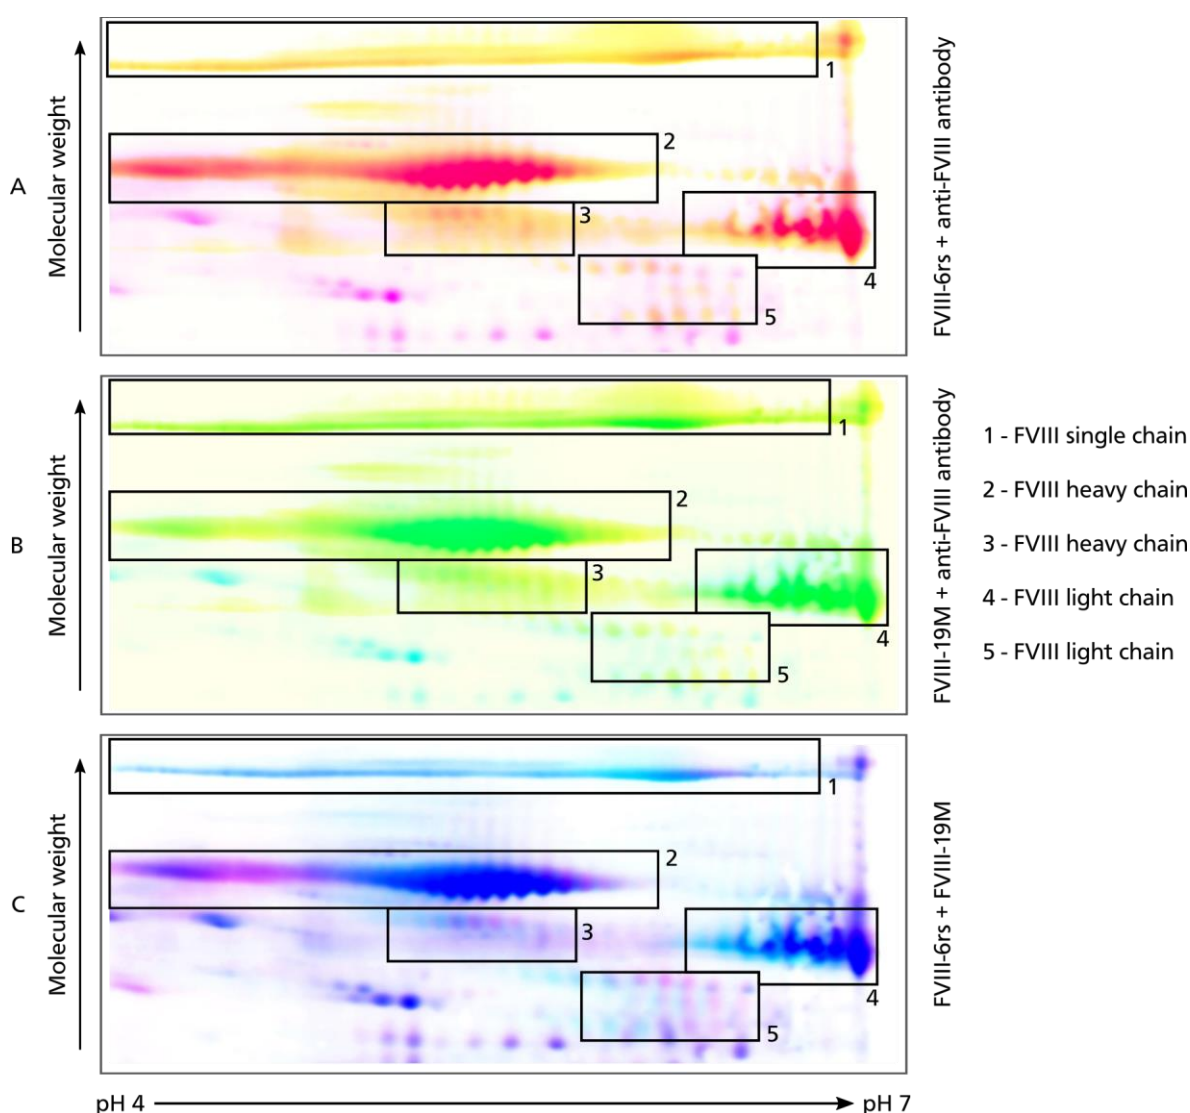 A
Molecular weight
1
2
3
4
5
FVIII-6rs + anti-FVIII antibody
B
Molecular weight
1
2
3
4
5
FVIII-19M + anti-FVIII antibody
1 - FVIII single chain
2 - FVIII heavy chain
3 - FVIII heavy chain
4 - FVIII light chain
5 - FVIII light chain
C
Molecular weight
1
2
3
4
5
FVIII-6rs + FVIII-19M
pH 4
pH 7